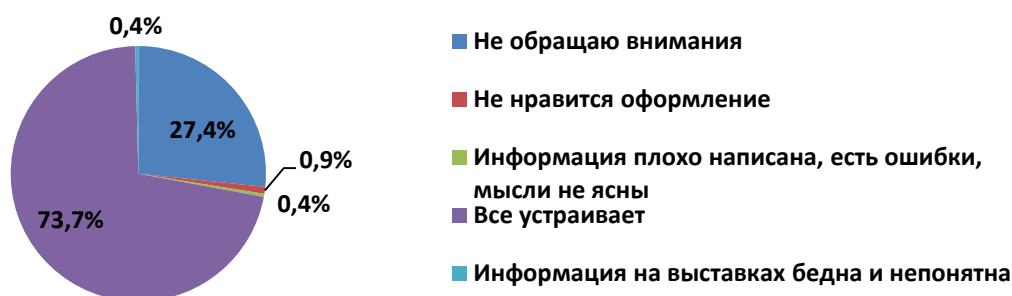 0,4%
27,4%
0,9%
0,4%
73,7%
Не обращаю внимания
Не нравится оформление
Информация плохо написана, есть ошибки,
мысли не ясны
Все устраивает
Информация на выставках бедна и непонятна